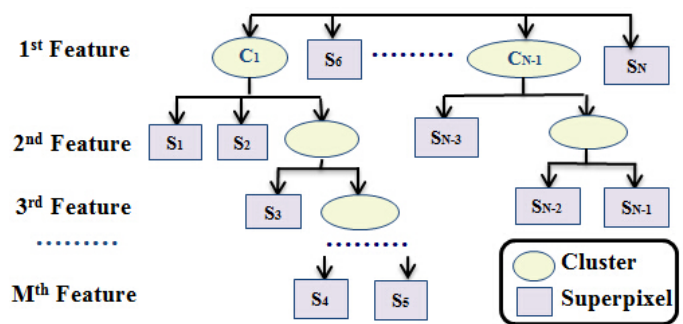 1st Feature
C1
S6
CN-1
SN
2nd Feature
S1
S2
SN-3
3rd Feature
S3
SN-2
SN-1
Cluster
Mth Feature
S4
S5
Superpixel